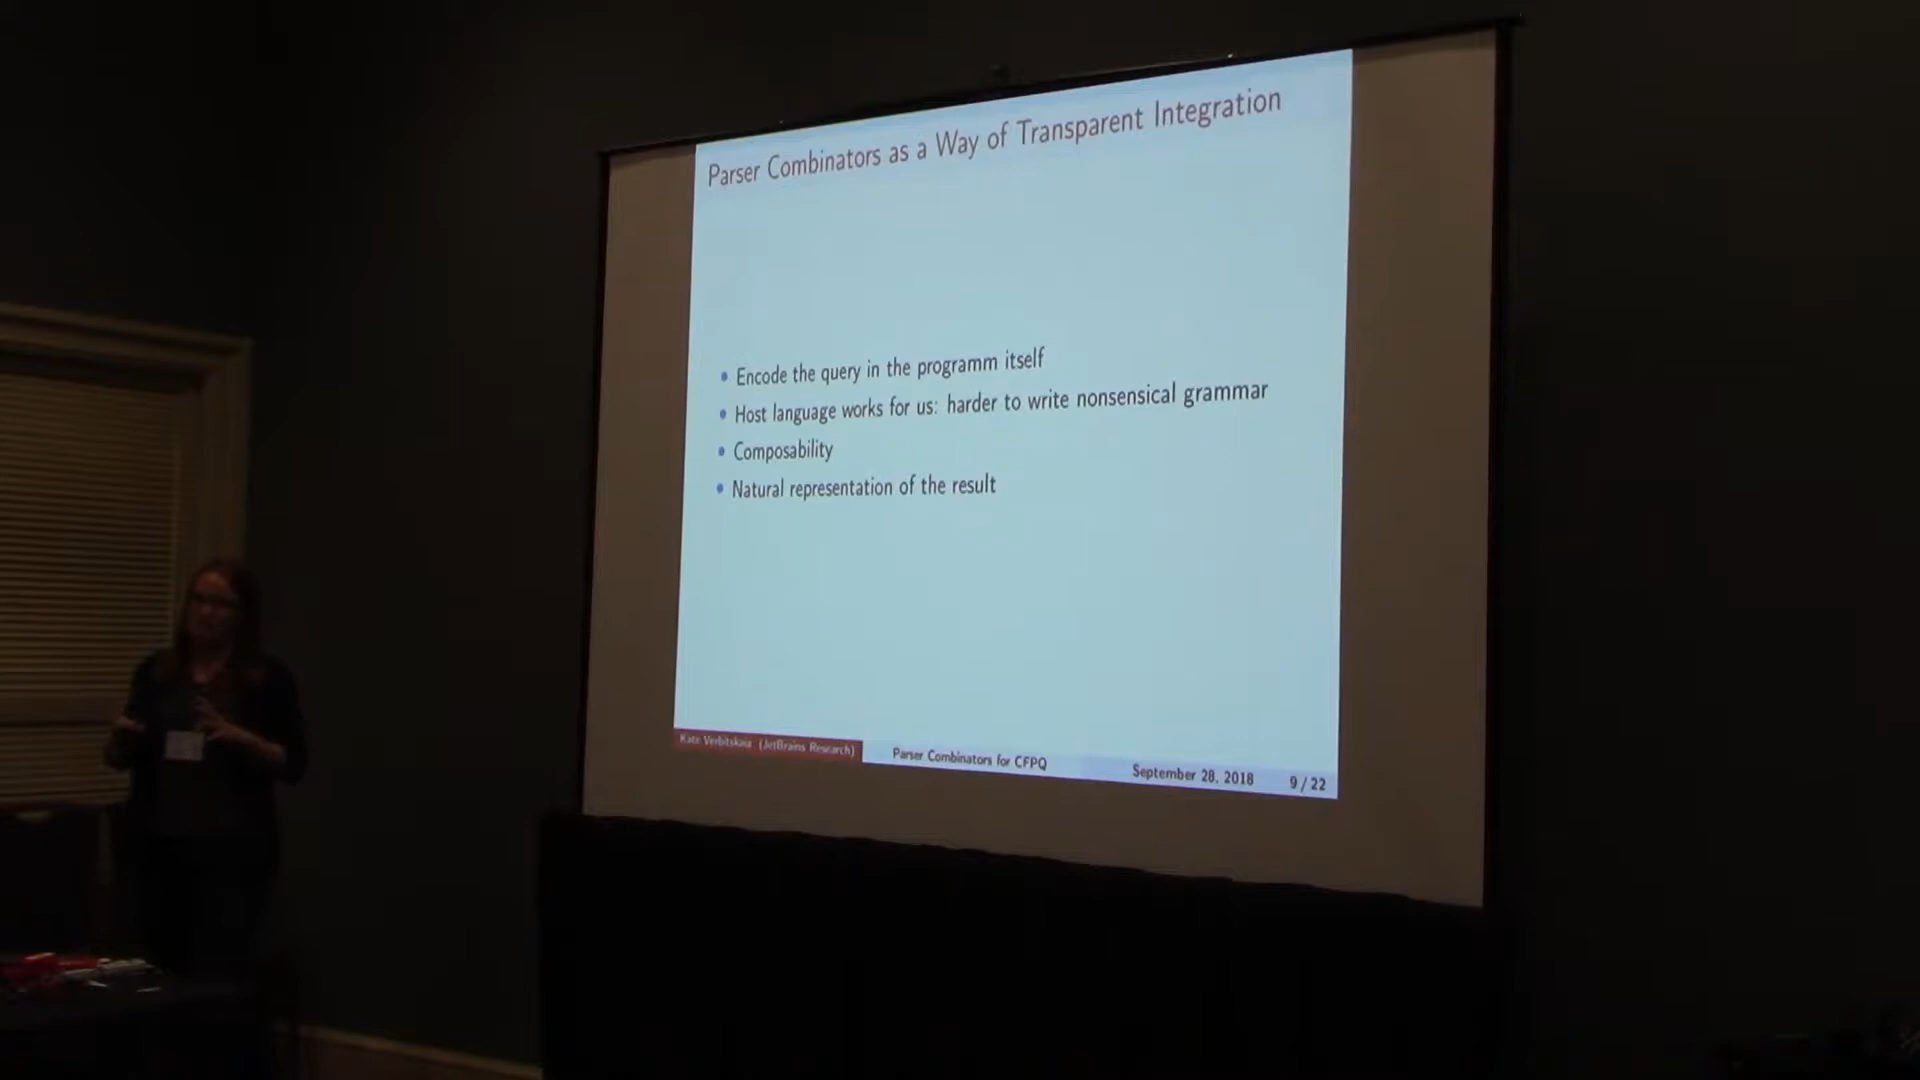 Parser Combinators as a Way of Transparent Integration
• Encode the query in the programm itself
• Host language works for us: harder to write nonsensical grammar
• Composability
• Natural representation of the result
Kate Verbitskaia (JetBrains Research)
Parser Combinators for CFPQ
September 28, 2018
9 / 22